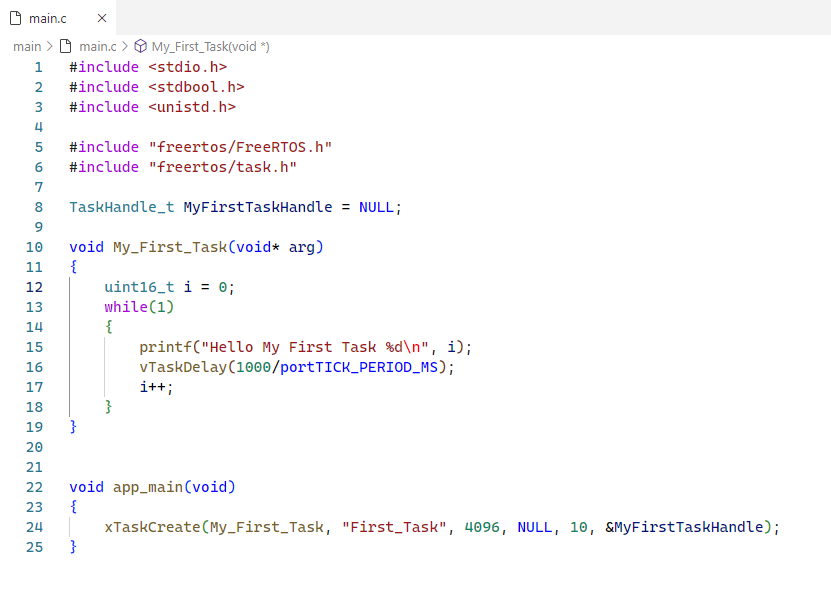 main.c
main > main.c > My_First_Task(void *)
1 #include <stdio.h>
2 #include <stdbool.h>
3 #include <unistd.h>
4
5 #include "freertos/FreeRTOS.h"
6 #include "freertos/task.h"
7
8 TaskHandle_t MyFirstTaskHandle = NULL;
9
10 void My_First_Task(void* arg)
11 {
12     uint16_t i = 0;
13     while(1)
14     {
15         printf("Hello My First Task %d\n", i);
16         vTaskDelay(1000/portTICK_PERIOD_MS);
17         i++;
18     }
19 }
20
21
22 void app_main(void)
23 {
24     xTaskCreate(My_First_Task, "First_Task", 4096, NULL, 10, &MyFirstTaskHandle);
25 }